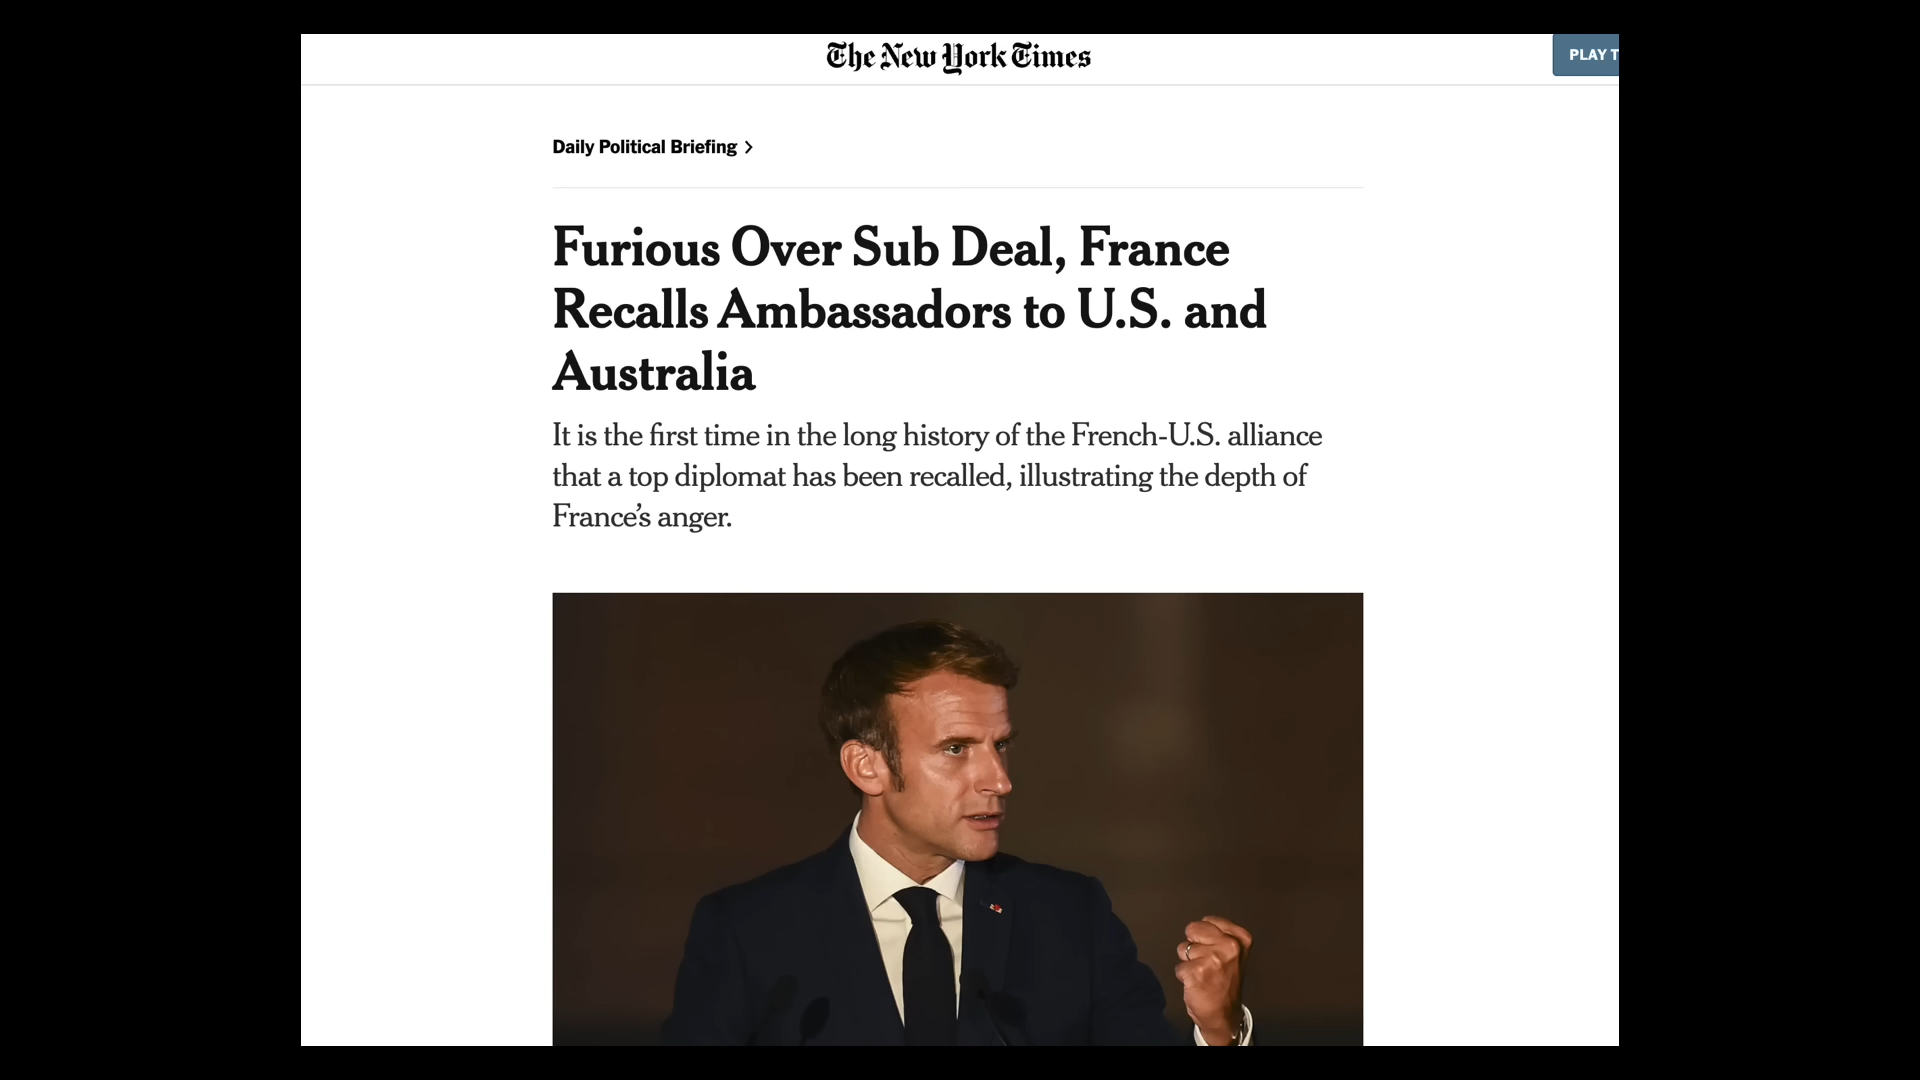 The New York Times
PLAY T
Daily Political Briefing >
Furious Over Sub Deal, France
Recalls Ambassadors to U.S. and
Australia
It is the first time in the long history of the French-U.S. alliance
that a top diplomat has been recalled, illustrating the depth of
France’s anger.